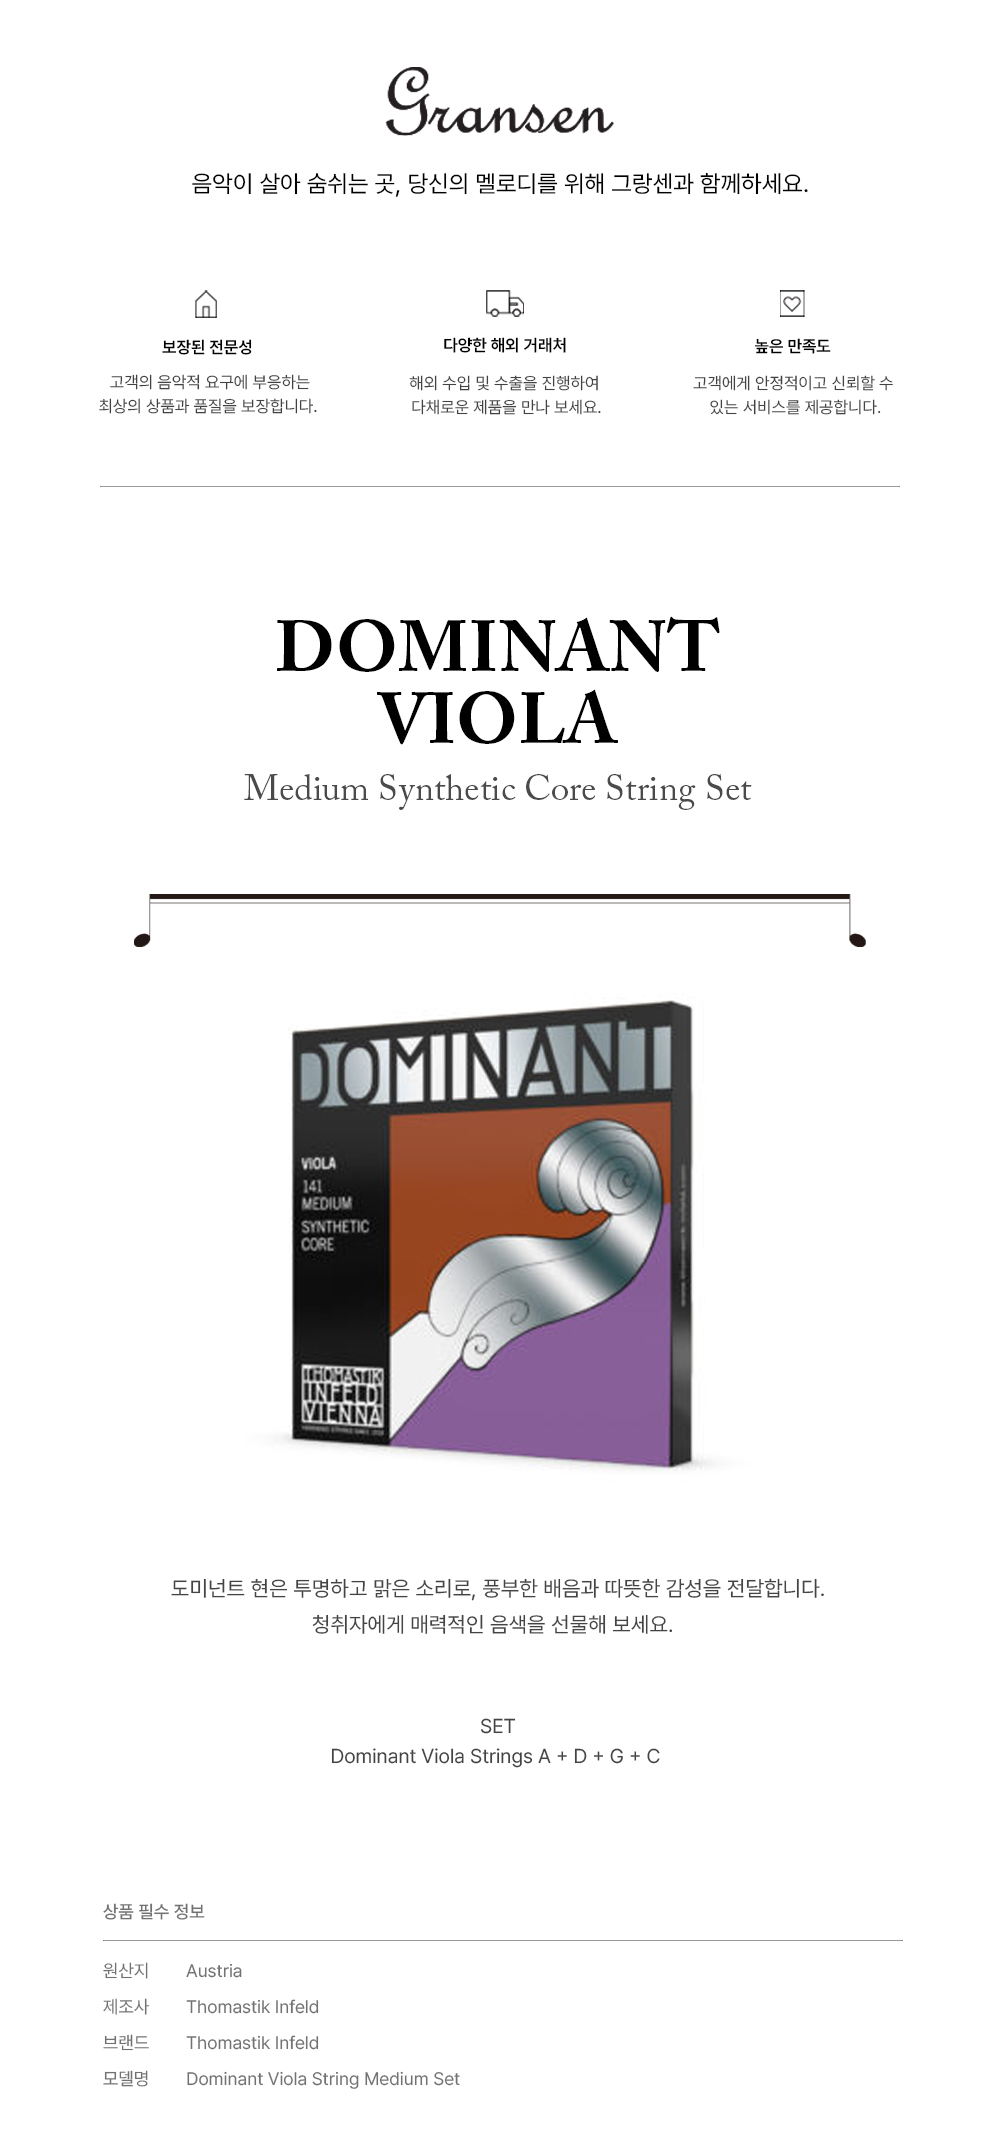 Gransen
음악이 살아 숨쉬는 곳, 당신의 멜로디를 위해 그랑센과 함께하세요.
보장된 전문성
고객의 음악적 요구에 부응하는
최상의 상품과 품질을 보장합니다.
다양한 해외 거래처
해외 수입 및 수출을 진행하여
다채로운 제품을 만나 보세요.
높은 만족도
고객에게 안정적이고 신뢰할 수
있는 서비스를 제공합니다.
DOMINANT
VIOLA
Medium Synthetic Core String Set
DOMINANT
VIOLA
141
MEDIUM
SYNTHETIC
CORE
THOMASTIK
INFELD
VIENNA
도미넌트 현은 투명하고 맑은 소리로, 풍부한 배음과 따뜻한 감성을 전달합니다.
청취자에게 매력적인 음색을 선물해 보세요.
SET
Dominant Viola Strings A + D + G + C
상품 필수 정보
원산지 Austria
제조사 Thomastik Infeld
브랜드 Thomastik Infeld
모델명 Dominant Viola String Medium Set